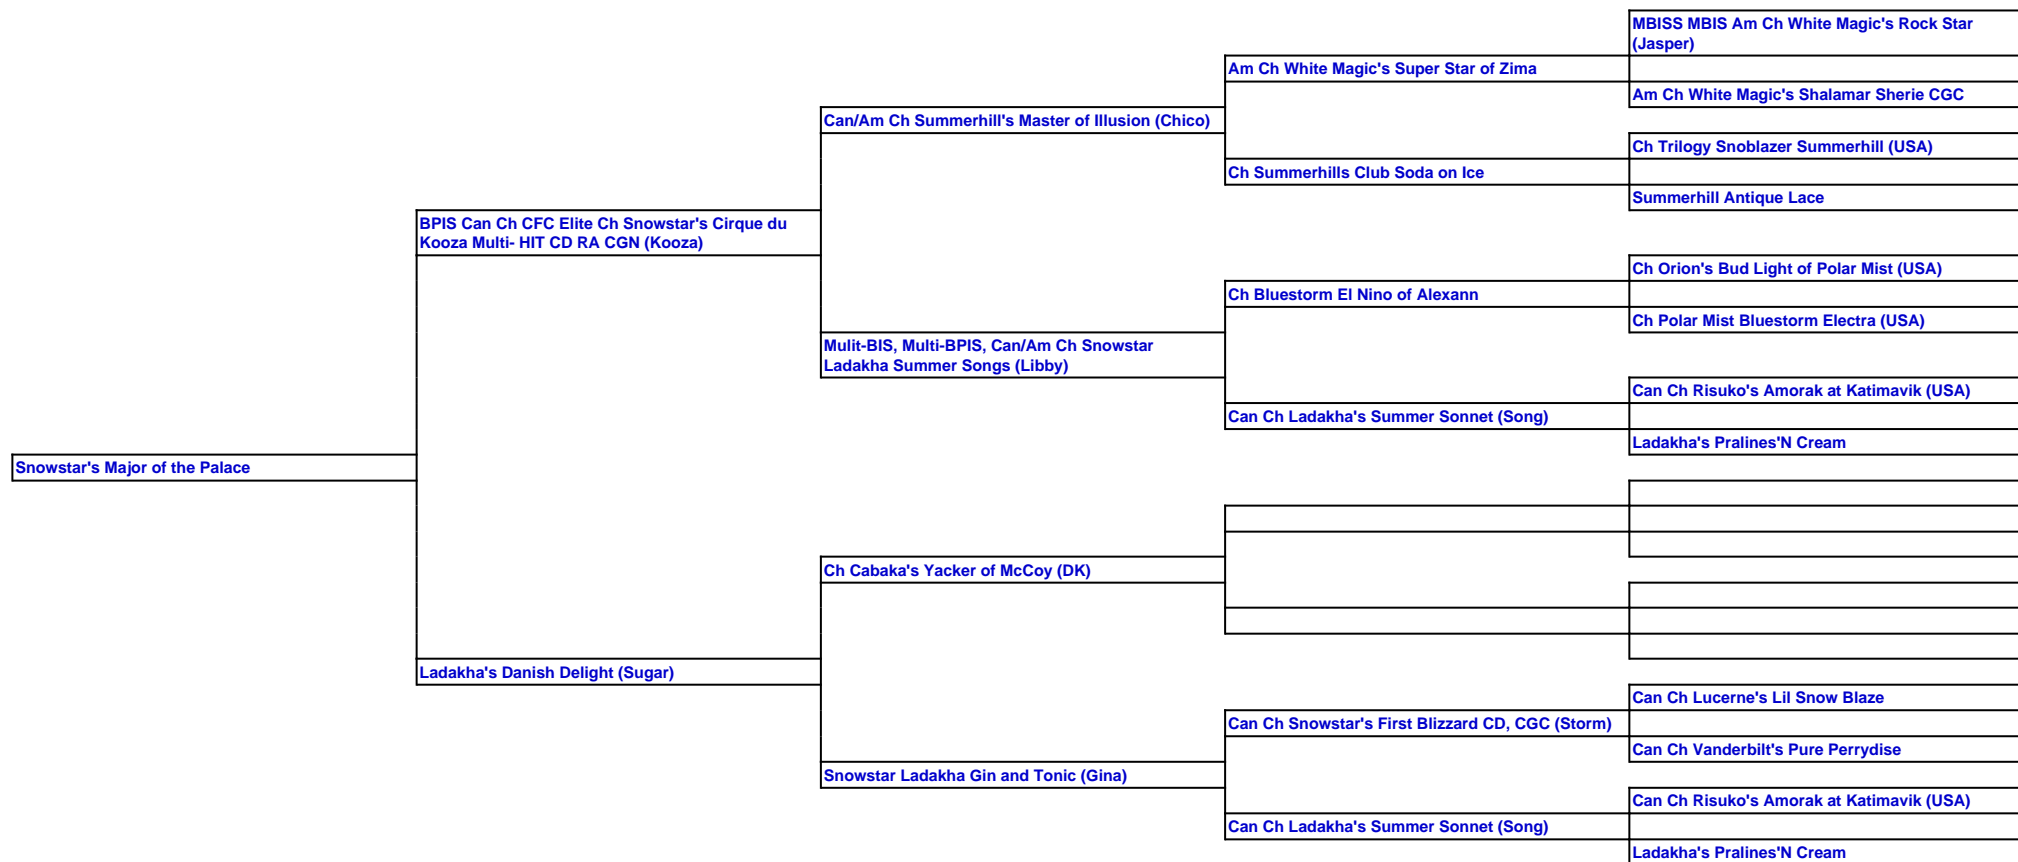 MBISS MBIS Am Ch White Magic's Rock Star
(Jasper)
Am Ch White Magic's Super Star of Zima
Am Ch White Magic's Shalamar Sherie CGC
Can/Am Ch Summerhill's Master of Illusion (Chico)
Ch Trilogy Snoblazer Summerhill (USA)
Ch Summerhills Club Soda on Ice
Summerhill Antique Lace
BPIS Can Ch CFC Elite Ch Snowstar's Cirque du
Kooza Multi- HIT CD RA CGN (Kooza)
Ch Orion's Bud Light of Polar Mist (USA)
Ch Bluestorm El Nino of Alexann
Ch Polar Mist Bluestorm Electra (USA)
Mulit-BIS, Multi-BPIS, Can/Am Ch Snowstar
Ladakha Summer Songs (Libby)
Can Ch Risuko's Amorak at Katimavik (USA)
Can Ch Ladakha's Summer Sonnet (Song)
Ladakha's Pralines'N Cream
Snowstar's Major of the Palace
Ch Cabaka's Yacker of McCoy (DK)
Ladakha's Danish Delight (Sugar)
Can Ch Lucerne's Lil Snow Blaze
Can Ch Snowstar's First Blizzard CD, CGC (Storm)
Can Ch Vanderbilt's Pure Perrydise
Snowstar Ladakha Gin and Tonic (Gina)
Can Ch Risuko's Amorak at Katimavik (USA)
Can Ch Ladakha's Summer Sonnet (Song)
Ladakha's Pralines'N Cream